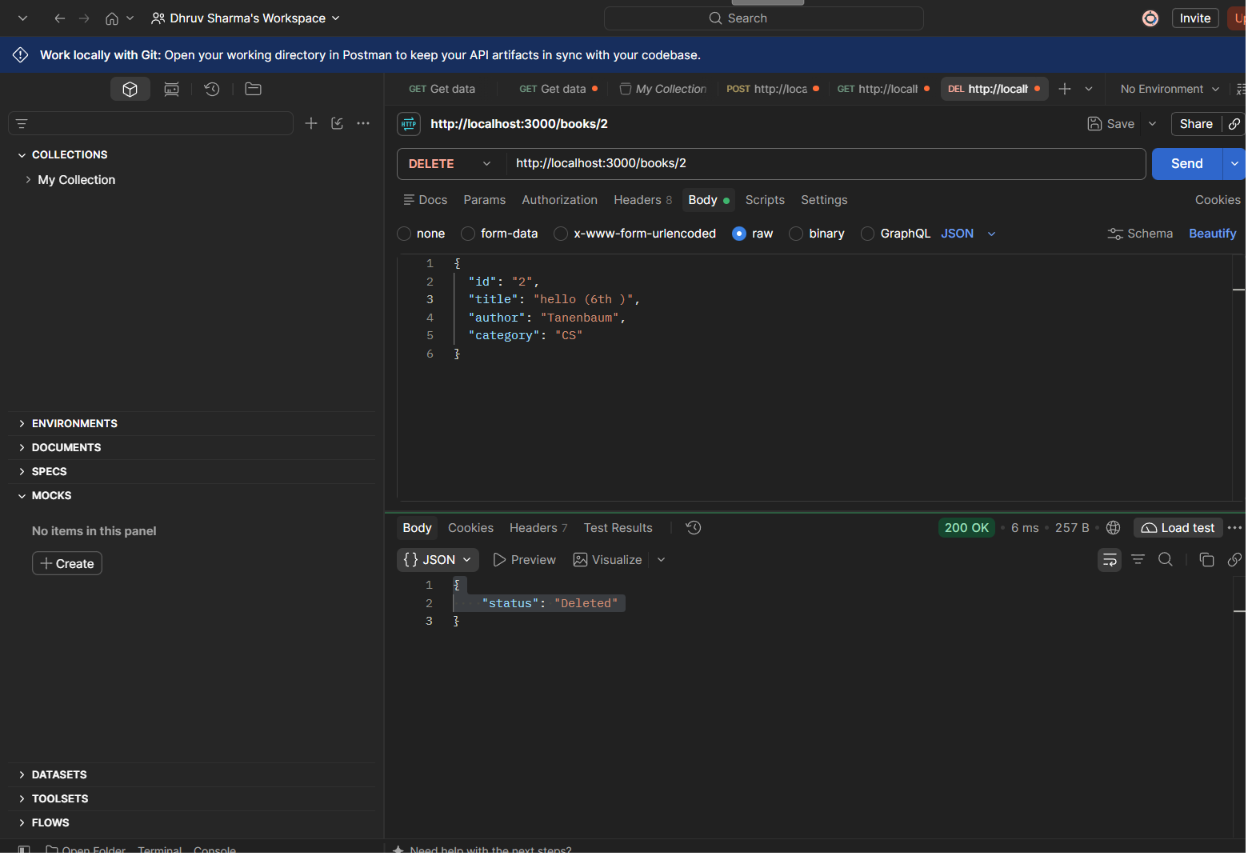 Dhruv Sharma's Workspace
Search
Invite
Up
Work locally with Git: Open your working directory in Postman to keep your API artifacts in sync with your codebase.
GET Get data
GET Get data
My Collection
POST http://loca
GET http://locall
DEL http://locall
No Environment
COLLECTIONS
My Collection
ENVIRONMENTS
DOCUMENTS
SPECS
MOCKS
No items in this panel
Create
DATASETS
TOOLSETS
FLOWS
HTTP http://localhost:3000/books/2
Save
Share
DELETE http://localhost:3000/books/2
Send
Docs Params Authorization Headers 8 Body Scripts Settings
Cookies
none form-data x-www-form-urlencoded raw binary GraphQL JSON
Schema Beautify
1 {
2 "id": "2",
3 "title": "hello (6th )",
4 "author": "Tanenbaum",
5 "category": "CS"
6 }
Body Cookies Headers 7 Test Results
200 OK • 6 ms • 257 B • Load test
{ } JSON Preview Visualize
1 {
2 "status": "Deleted"
3 }
Open Folder Terminal Console
Need help with the next steps?